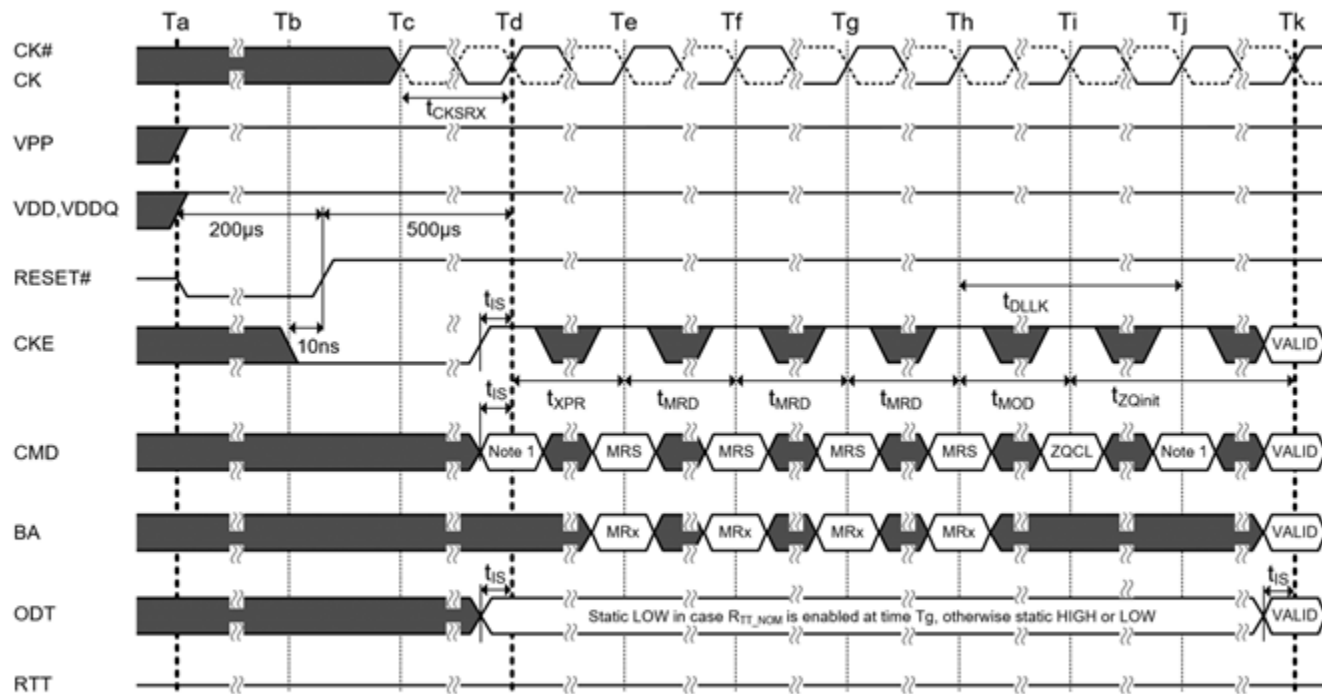 Ta Tb Tc Td Te Tf Tg Th Ti Tj Tk
CK#
CK
tCKSRX
VPP
VDD,VDDQ
200µs 500µs
RESET#
tIS tDLLK
CKE 10ns VALID
tIS tXPR tMRD tMRD tMRD tMOD tZQinit
CMD Note 1 MRS MRS MRS MRS ZQCL Note 1 VALID
BA MRx MRx MRx MRx VALID
tIS tIS
ODT Static LOW in case RTT_NOM is enabled at time Tg, otherwise static HIGH or LOW VALID
RTT